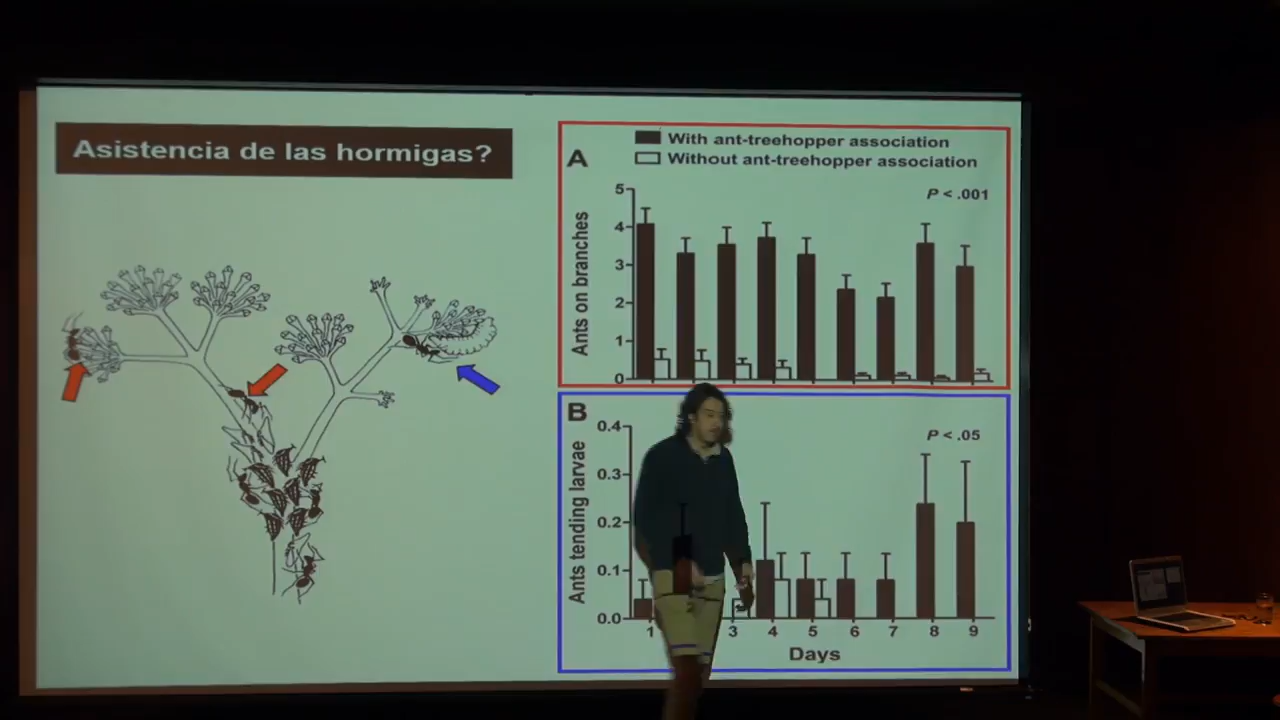 Asistencia de las hormigas?
With ant-treehopper association
Without ant-treehopper association
A
P < .001
Ants on branches
5
4
3
2
1
0
B
P < .05
Ants tending larvae
0.4
0.3
0.2
0.1
0.0
1 3 4 5 6 7 8 9
Days